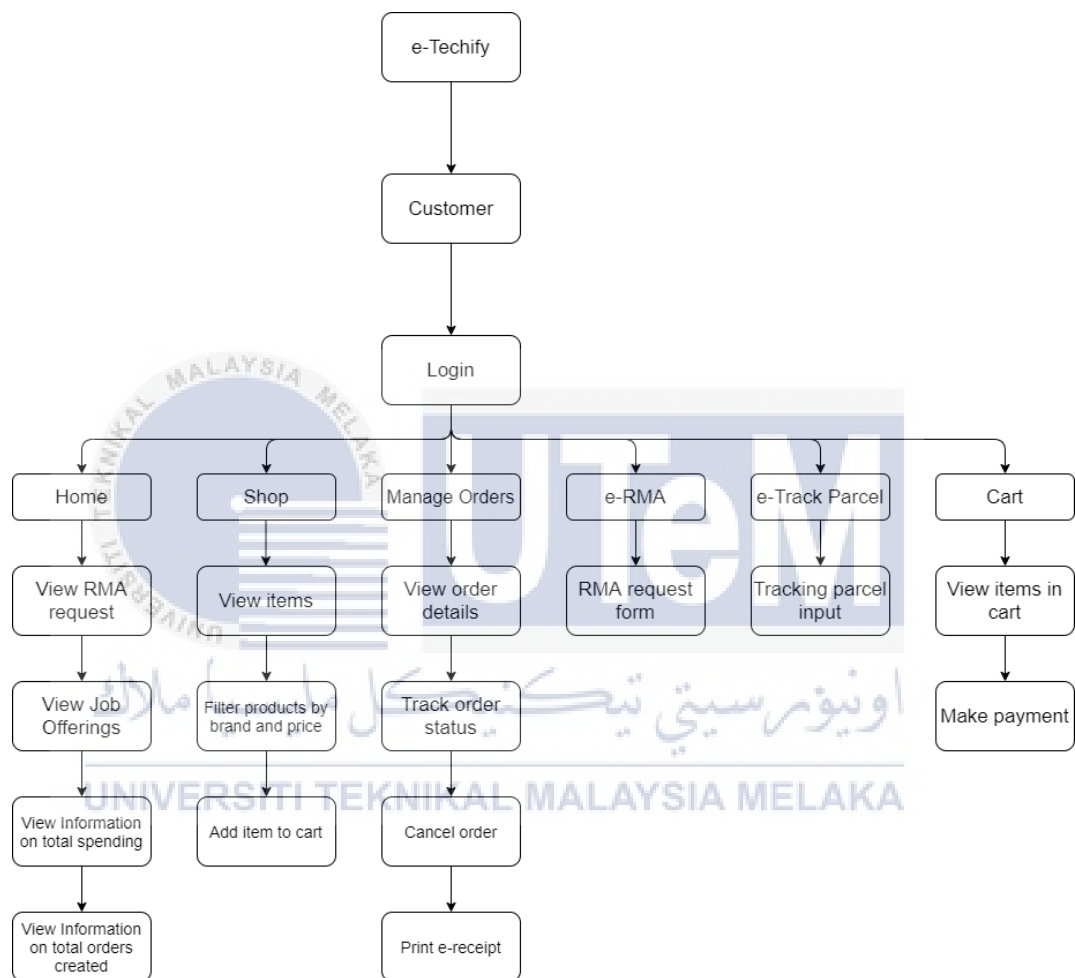 e-Techify
Customer
Login
Home
Shop
Manage Orders
e-RMA
e-Track Parcel
Cart
View RMA
request
View items
View order
details
RMA request
form
Tracking parcel
input
View items in
cart
View Job
Offerings
Filter products by
brand and price
Track order
status
Make payment
View Information
on total spending
Add item to cart
Cancel order
View Information
on total orders
created
Print e-receipt
UNIVERSITI TEKNIKAL MALAYSIA MELAKA
UTeM
اونيۏرسيتي تيكنيكل مليسيا ملاك
UNIVERSITI TEKNIKAL MALAYSIA MELAKA